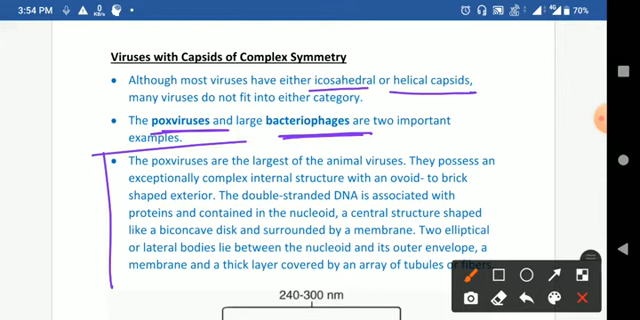 3:54 PM
0
KB/s
4G
70%
Viruses with Capsids of Complex Symmetry
Although most viruses have either icosahedral or helical capsids,
many viruses do not fit into either category.
The poxviruses and large bacteriophages are two important
examples.
The poxviruses are the largest of the animal viruses. They possess an
exceptionally complex internal structure with an ovoid- to brick
shaped exterior. The double-stranded DNA is associated with
proteins and contained in the nucleoid, a central structure shaped
like a biconcave disk and surrounded by a membrane. Two elliptical
or lateral bodies lie between the nucleoid and its outer envelope, a
membrane and a thick layer covered by an array of tubules or fibers.
240-300 nm